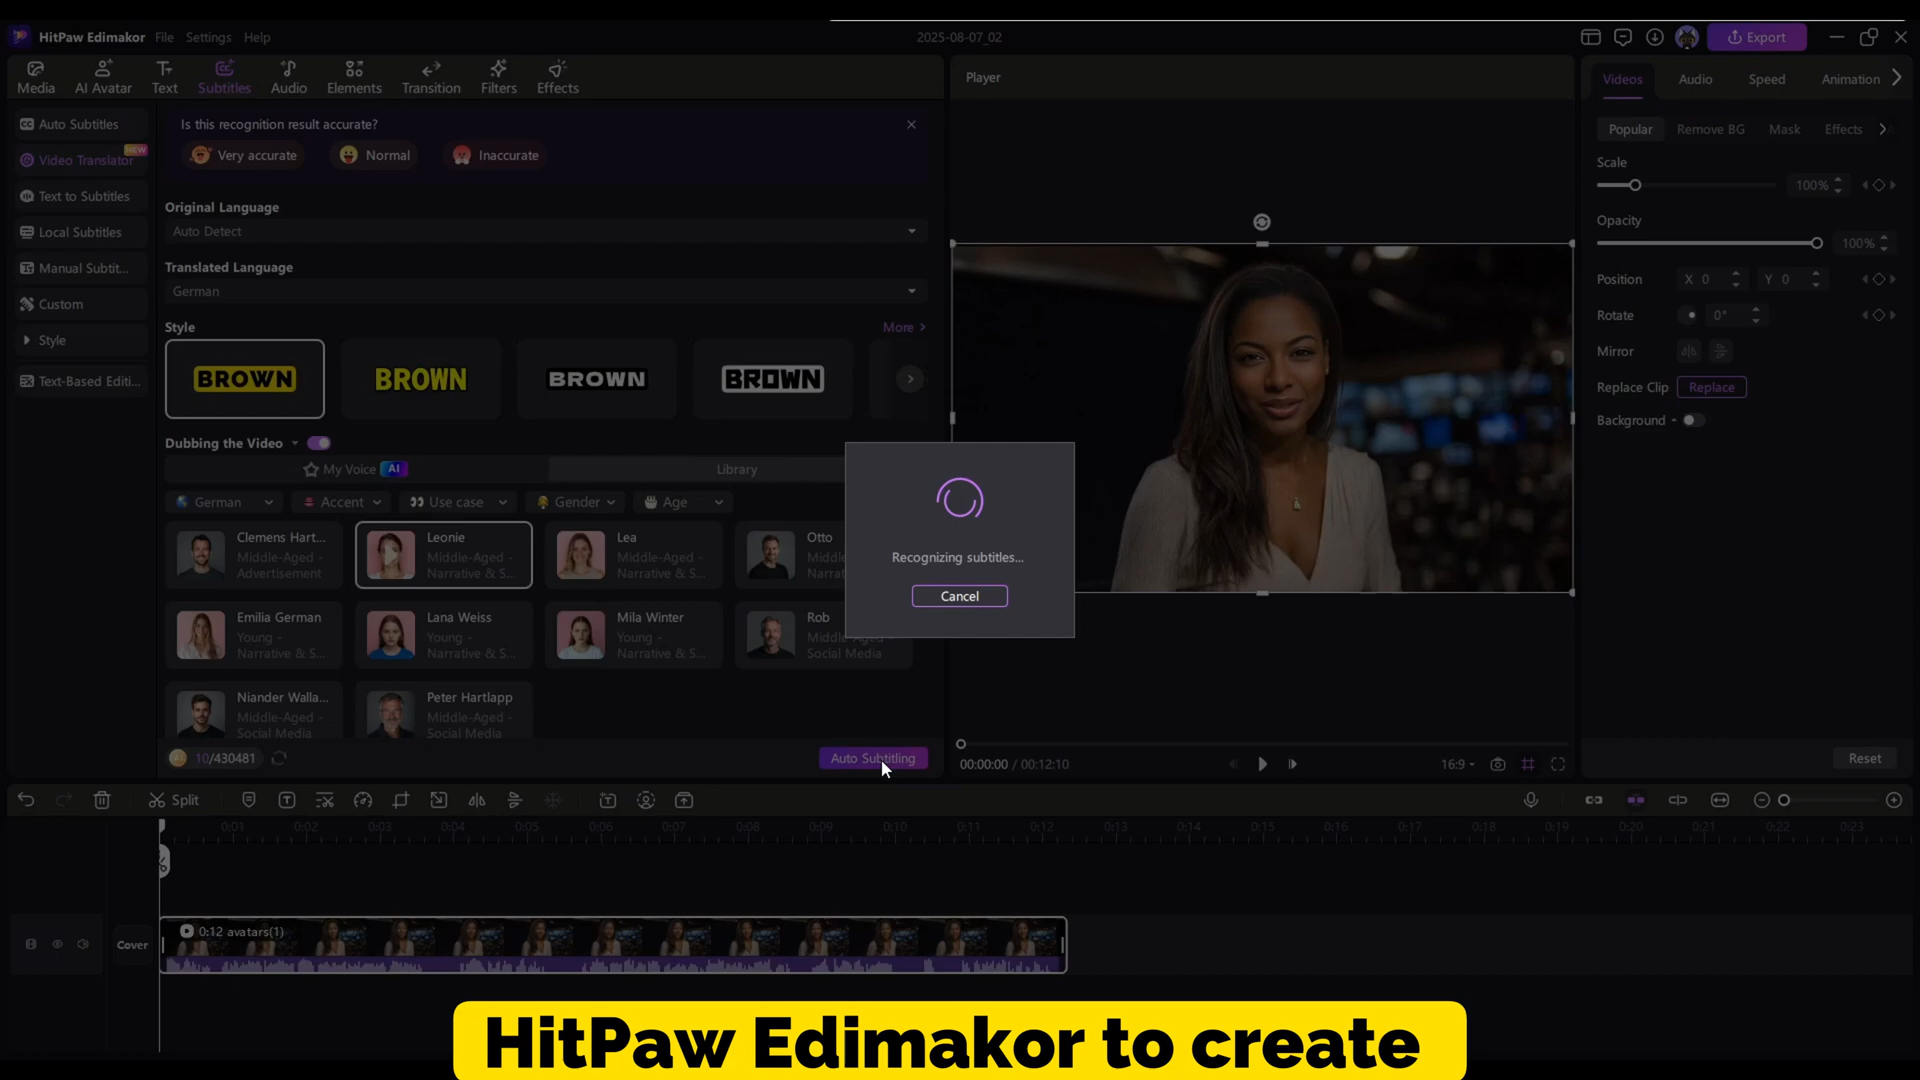 HitPaw Edimakor File Settings Help 2025-08-07_02 Export
Media AI Avatar Text Subtitles Audio Elements Transition Filters Effects
Auto Subtitles
Video Translator NEW
Text to Subtitles
Local Subtitles
Manual Subtit...
Custom
Style
Text-Based Editi...
Is this recognition result accurate?
Very accurate Normal Inaccurate
Original Language
Auto Detect
Translated Language
German
Style More >
BROWN BROWN BROWN BROWN
Dubbing the Video
My Voice AI Library
German Accent Use case Gender Age
Clemens Hart...
Middle-Aged -
Advertisement
Leonie
Middle-Aged -
Narrative & S...
Lea
Middle-Aged -
Narrative & S...
Otto
Emilia German
Young -
Narrative & S...
Lana Weiss
Young -
Narrative & S...
Mila Winter
Young -
Narrative & S...
Rob
Social Media
Niander Walla...
Middle-Aged -
Social Media
Peter Hartlapp
Middle-Aged -
Social Media
10/430481 Auto Subtitling
Recognizing subtitles...
Cancel
Player
00:00:00 / 00:12:10 16:9
Videos Audio Speed Animation
Popular Remove BG Mask Effects
Scale
100%
Opacity
100%
Position X 0 Y 0
Rotate 0°
Mirror
Replace Clip Replace
Background
Reset
Split
0:01 0:02 0:03 0:04 0:05 0:06 0:07 0:08 0:09 0:10 0:11 0:12 0:13 0:14 0:15 0:16 0:17 0:18 0:19 0:20 0:21 0:22 0:23
0:12 avatars(1)
Cover
HitPaw Edimakor to create